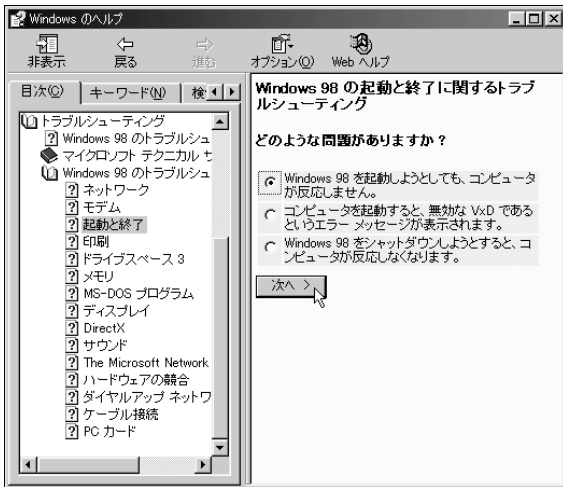 Windows のヘルプ
非表示
戻る
進む
オプション(O)
Web ヘルプ
目次(C)
キーワード(N)
検
トラブルシューティング
Windows 98 のトラブルシュ
マイクロソフト テクニカル サ
Windows 98 のトラブルシュ
ネットワーク
モデム
起動と終了
印刷
ドライブスペース 3
メモリ
MS-DOS プログラム
ディスプレイ
DirectX
サウンド
The Microsoft Network
ハードウェアの競合
ダイヤルアップ ネットワ
ケーブル接続
PC カード
Windows 98 の起動と終了に関するトラブ
ルシューティング
どのような問題がありますか？
Windows 98 を起動しようとしても、コンピュータ
が反応しません。
コンピュータを起動すると、無効な VxD である
というエラー メッセージが表示されます。
Windows 98 をシャットダウンしようとすると、コ
ンピュータが反応しなくなります。
次へ >